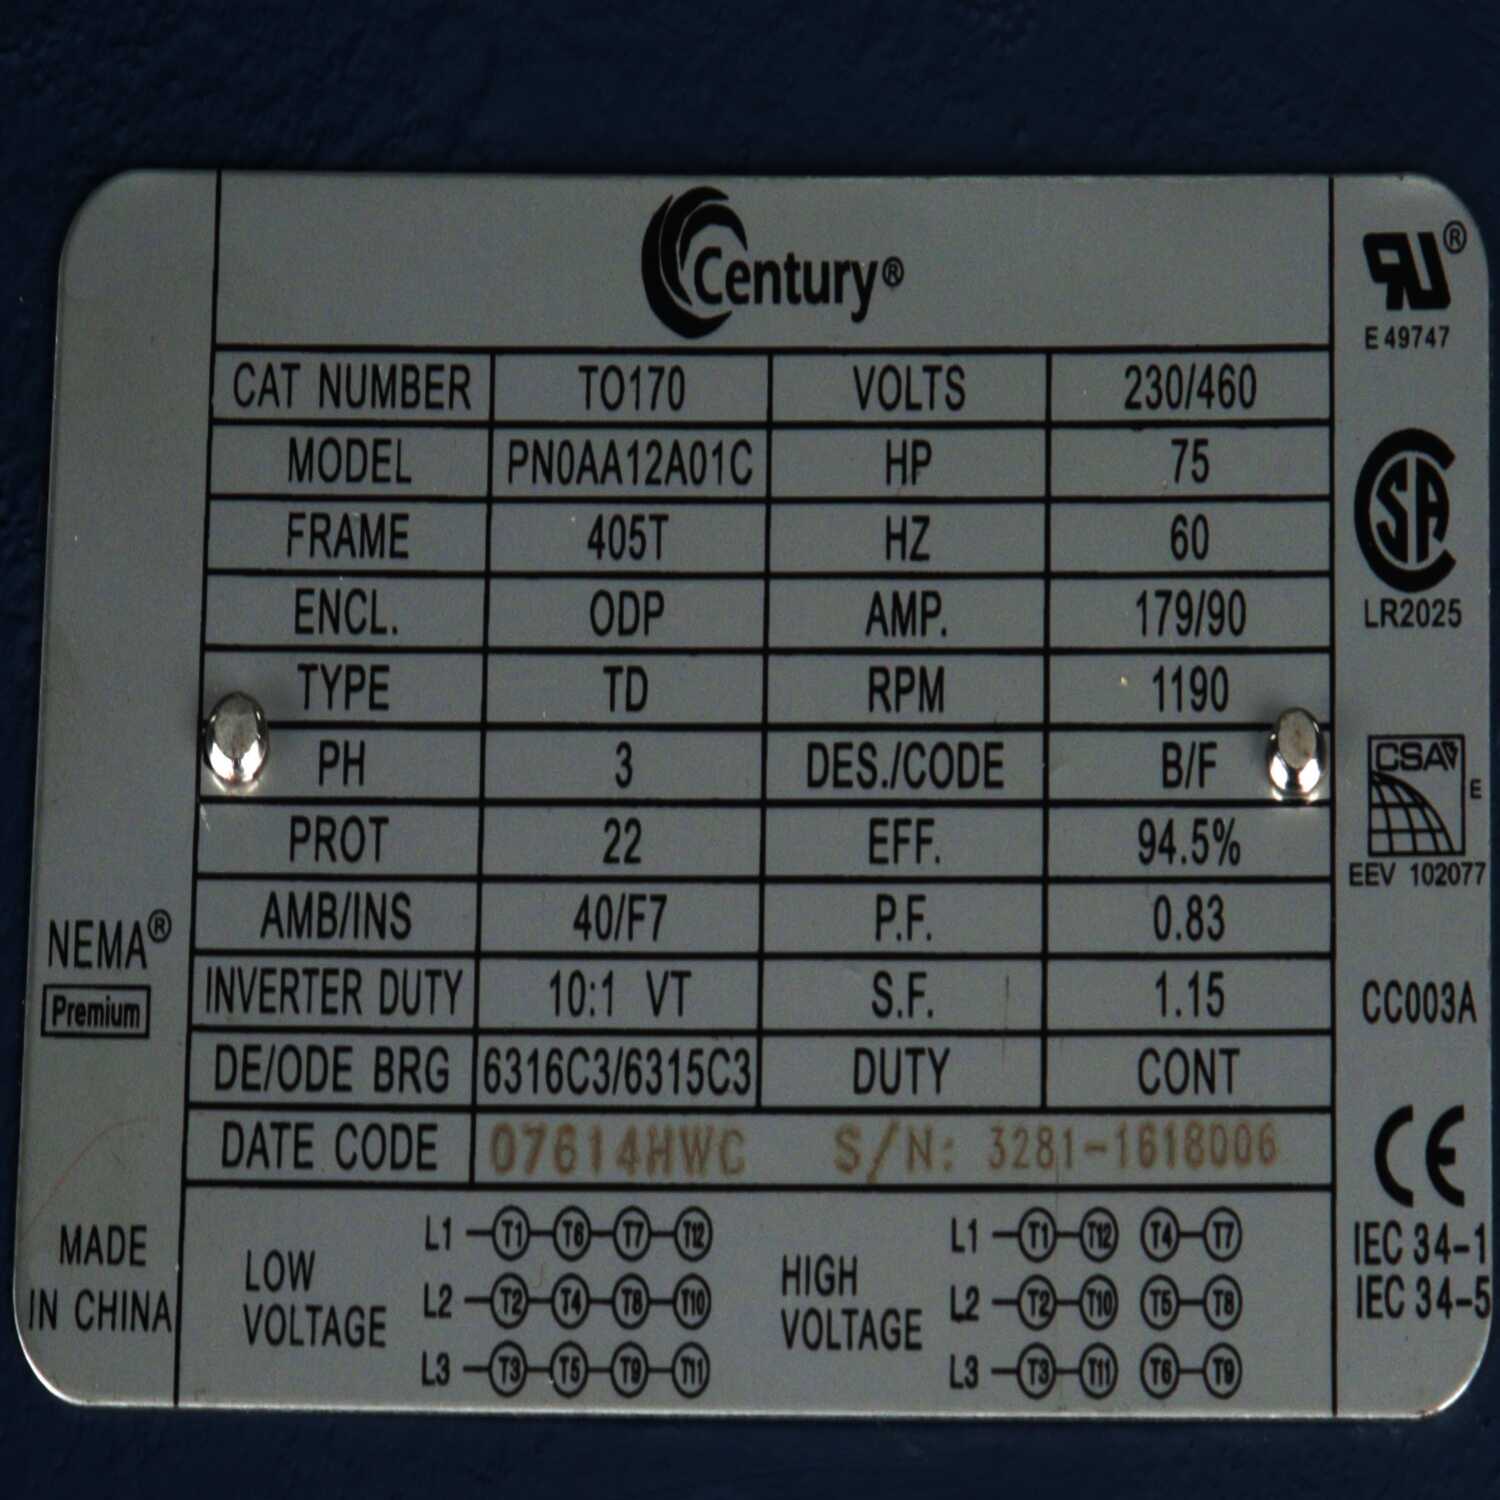 Century®
CAT NUMBER TO170 VOLTS 230/460
MODEL PN0AA12A01C HP 75
FRAME 405T HZ 60
ENCL. ODP AMP. 179/90
TYPE TD RPM 1190
PH 3 DES./CODE B/F
PROT 22 EFF. 94.5%
AMB/INS 40/F7 P.F. 0.83
INVERTER DUTY 10:1 VT S.F. 1.15
DE/ODE BRG 6316C3/6315C3 DUTY CONT
DATE CODE 07614HWC S/N: 3281-1618006
LOW VOLTAGE
L1 T1 T6 T7 T12
L2 T2 T4 T8 T10
L3 T3 T5 T9 T11
HIGH VOLTAGE
L1 T1 T12 T4 T7
L2 T2 T10 T5 T8
L3 T3 T11 T6 T9
NEMA®
Premium
MADE
IN CHINA
RU®
E49747
SA
LR2025
CSA
E
EEV 102077
CC003A
CE
IEC 34-1
IEC 34-5